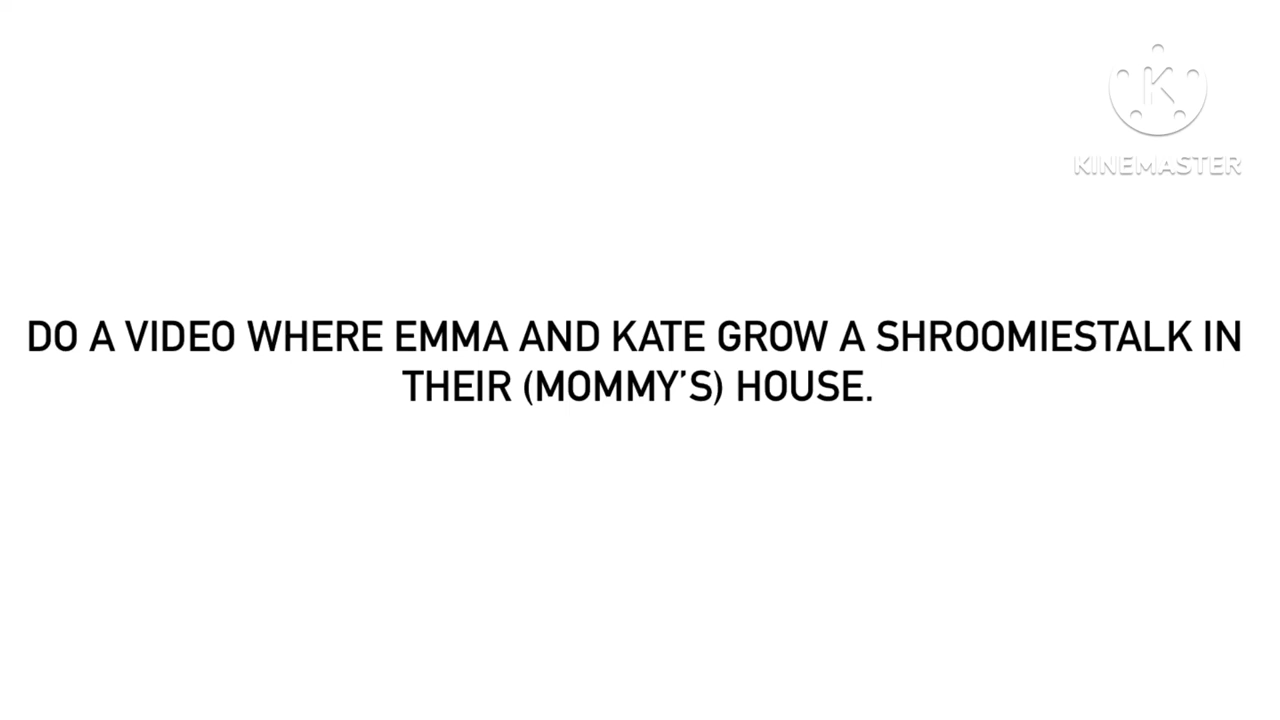 KINEMASTER
DO A VIDEO WHERE EMMA AND KATE GROW A SHROOMIESTALK IN
THEIR (MOMMY’S) HOUSE.